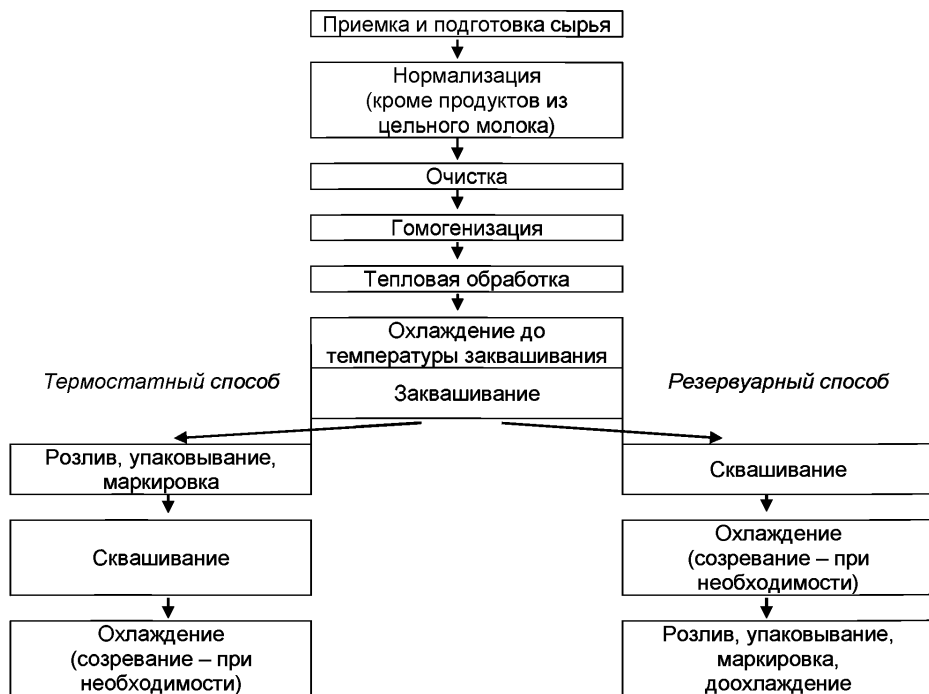 Приемка и подготовка сырья
Нормализация
(кроме продуктов из
цельного молока)
Очистка
Гомогенизация
Тепловая обработка
Охлаждение до
температуры заквашивания
Заквашивание
Термостатный способ
Розлив, упаковывание,
маркировка
Сквашивание
Охлаждение
(созревание – при
необходимости)
Резервуарный способ
Сквашивание
Охлаждение
(созревание – при
необходимости)
Розлив, упаковывание,
маркировка,
доохлаждение